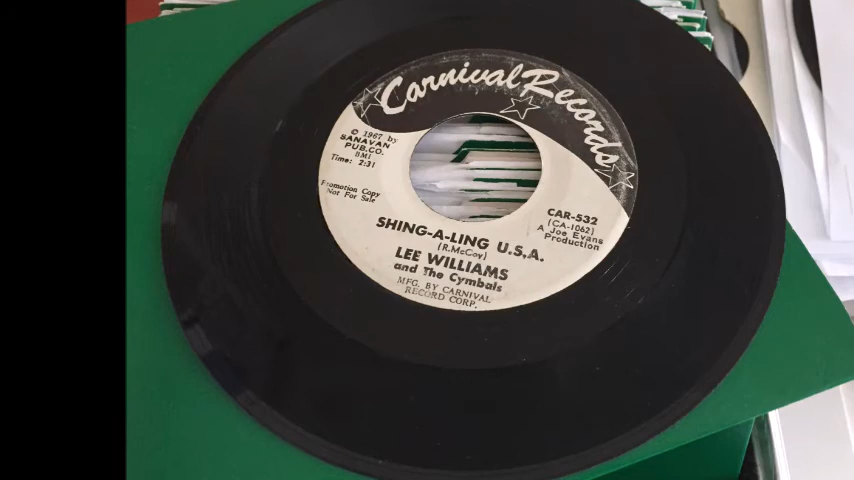 Carnival Records
© 1967 by
SANAVAN
PUB.CO.
BMI
Time: 2:31
Promotion Copy
Not For Sale
CAR-532
(CA-1062)
A Joe Evans
Production
SHING-A-LING U.S.A.
(R.McCoy)
LEE WILLIAMS
and The Cymbals
MFG. BY CARNIVAL
RECORD CORP.